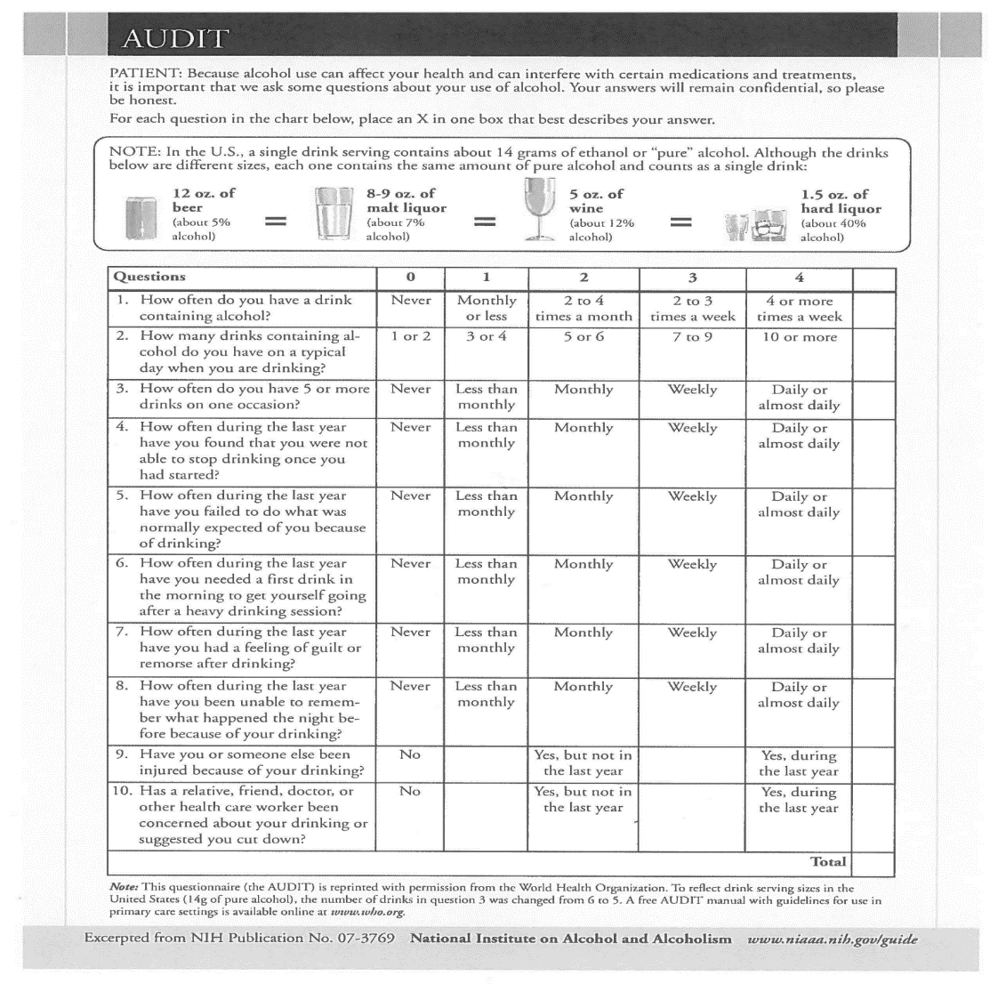 AUDIT
PATIENT: Because alcohol use can affect your health and can interfere with certain medications and treatments,
it is important that we ask some questions about your use of alcohol. Your answers will remain confidential, so please
be honest.
For each question in the chart below, place an X in one box that best describes your answer.
NOTE: In the U.S., a single drink serving contains about 14 grams of ethanol or “pure” alcohol. Although the drinks
below are different sizes, each one contains the same amount of pure alcohol and counts as a single drink:
12 oz. of
beer
(about 5%
alcohol)
=
8-9 oz. of
malt liquor
(about 7%
alcohol)
=
5 oz. of
wine
(about 12%
alcohol)
=
1.5 oz. of
hard liquor
(about 40%
alcohol)
Questions 0 1 2 3 4
1. How often do you have a drink Never Monthly 2 to 4 2 to 3 4 or more
containing alcohol? or less times a month times a week times a week
2. How many drinks containing al- 1 or 2 3 or 4 5 or 6 7 to 9 10 or more
cohol do you have on a typical
day when you are drinking?
3. How often do you have 5 or more Never Less than Monthly Weekly Daily or
drinks on one occasion? monthly almost daily
4. How often during the last year Never Less than Monthly Weekly Daily or
have you found that you were not monthly almost daily
able to stop drinking once you
had started?
5. How often during the last year Never Less than Monthly Weekly Daily or
have you failed to do what was monthly almost daily
normally expected of you because
of drinking?
6. How often during the last year Never Less than Monthly Weekly Daily or
have you needed a first drink in monthly almost daily
the morning to get yourself going
after a heavy drinking session?
7. How often during the last year Never Less than Monthly Weekly Daily or
have you had a feeling of guilt or monthly almost daily
remorse after drinking?
8. How often during the last year Never Less than Monthly Weekly Daily or
have you been unable to remem- monthly almost daily
ber what happened the night be-
fore because of your drinking?
9. Have you or someone else been No Yes, but not in Yes, during
injured because of your drinking? the last year the last year
10. Has a relative, friend, doctor, or No Yes, but not in Yes, during
other health care worker been the last year the last year
concerned about your drinking or
suggested you cut down?
Total
Note: This questionnaire (the AUDIT) is reprinted with permission from the World Health Organization. To reflect drink serving sizes in the
United States (14g of pure alcohol), the number of drinks in question 3 was changed from 6 to 5. A free AUDIT manual with guidelines for use in
primary care settings is available online at www.who.org.
Excerpted from NIH Publication No. 07-3769 National Institute on Alcohol and Alcoholism www.niaaa.nih.gov/guide